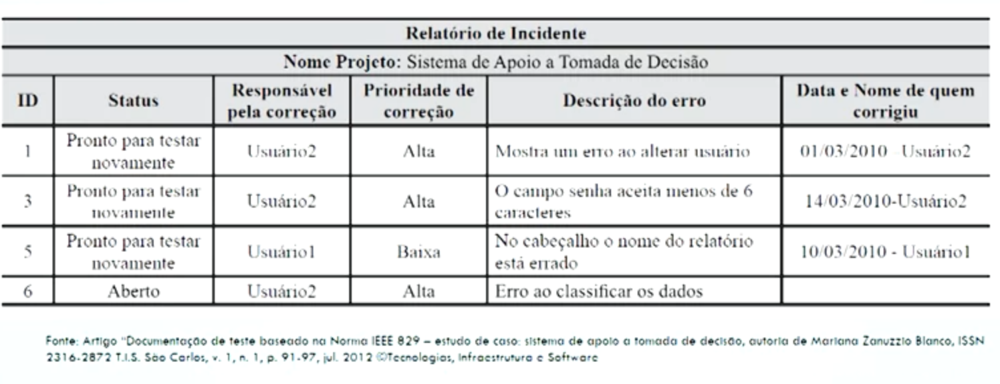 Relatório de Incidente
Nome Projeto: Sistema de Apoio a Tomada de Decisão
ID Status Responsável pela correção Prioridade de correção Descrição do erro Data e Nome de quem corrigiu
1 Pronto para testar novamente Usuário2 Alta Mostra um erro ao alterar usuário 01/03/2010 - Usuário2
3 Pronto para testar novamente Usuário2 Alta O campo senha aceita menos de 6 caracteres 14/03/2010-Usuário2
5 Pronto para testar novamente Usuário1 Baixa No cabeçalho o nome do relatório está errado 10/03/2010 - Usuário1
6 Aberto Usuário2 Alta Erro ao classificar os dados
Fonte: Artigo "Documentação de teste baseado na Norma IEEE 829 – estudo de caso: sistema de apoio a tomada de decisão, autoria de Mariana Zanuzzio Blanco, ISSN
2316-2872 T.I.S. São Carlos, v. 1, n. 1, p. 91-97, jul. 2012 ©Tecnologias, Infraestrutura e Software